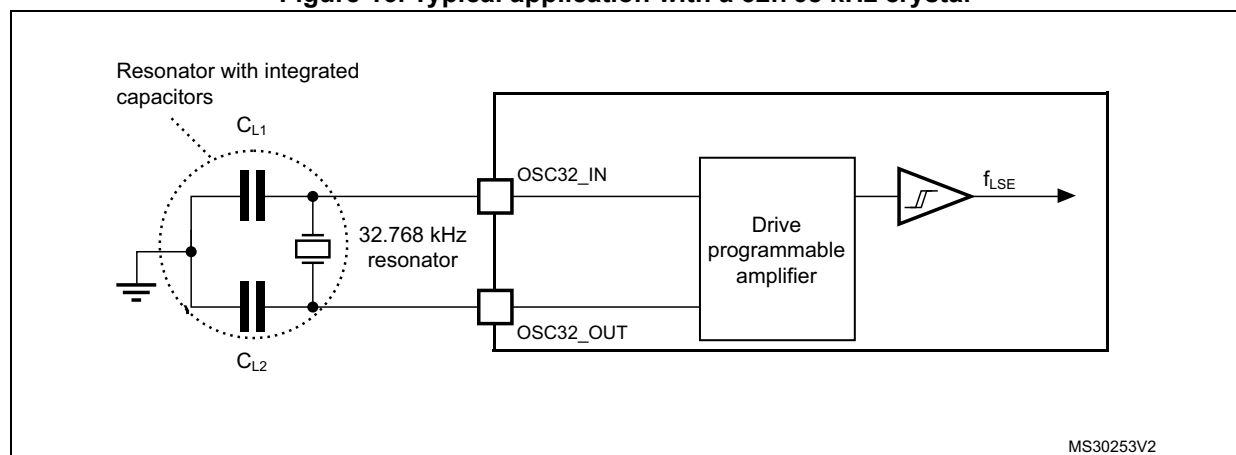 Resonator with integrated
capacitors
CL1
OSC32_IN
fLSE
32.768 kHz
resonator
Drive
programmable
amplifier
OSC32_OUT
CL2
MS30253V2